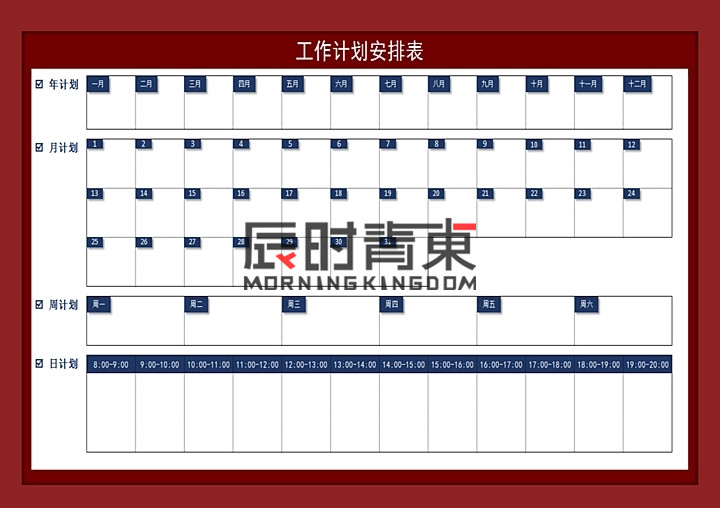 工作计划安排表
年计划 一月 二月 三月 四月 五月 六月 七月 八月 九月 十月 十一月 十二月
月计划 1 2 3 4 5 6 7 8 9 10 11 12
13 14 15 16 17 18 19 20 21 22 23 24
25 26 27 28 29 30 31
辰时青東
MORNINGKINGDOM
周计划 周一 周二 周三 周四 周五 周六
日计划 8:00-9:00 9:00-10:00 10:00-11:00 11:00-12:00 12:00-13:00 13:00-14:00 14:00-15:00 15:00-16:00 16:00-17:00 17:00-18:00 18:00-19:00 19:00-20:00